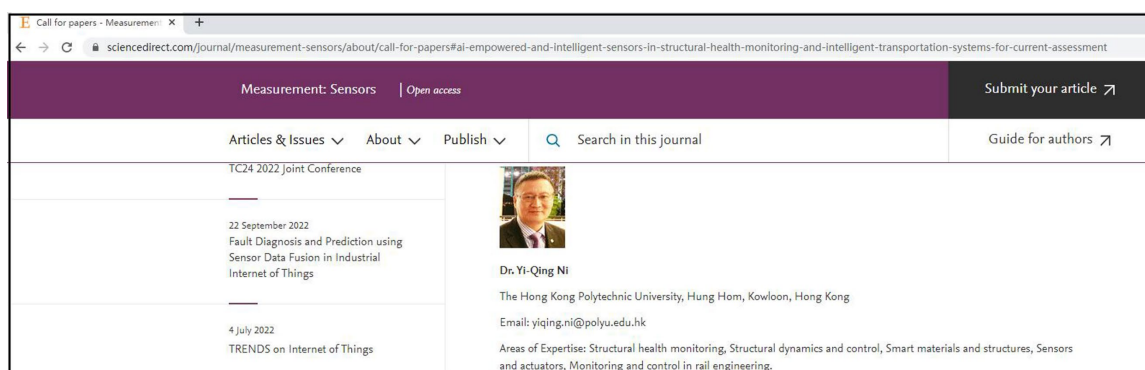 E Call for papers - Measurement × +
sciencedirect.com/journal/measurement-sensors/about/call-for-papers#ai-empowered-and-intelligent-sensors-in-structural-health-monitoring-and-intelligent-transportation-systems-for-current-assessment
Measurement: Sensors | Open access
Submit your article
Articles & Issues About Publish Search in this journal
Guide for authors
TC24 2022 Joint Conference
22 September 2022
Fault Diagnosis and Prediction using
Sensor Data Fusion in Industrial
Internet of Things
4 July 2022
TRENDS on Internet of Things
Dr. Yi-Qing Ni
The Hong Kong Polytechnic University, Hung Hom, Kowloon, Hong Kong
Email: yiqing.ni@polyu.edu.hk
Areas of Expertise: Structural health monitoring, Structural dynamics and control, Smart materials and structures, Sensors
and actuators, Monitoring and control in rail engineering.